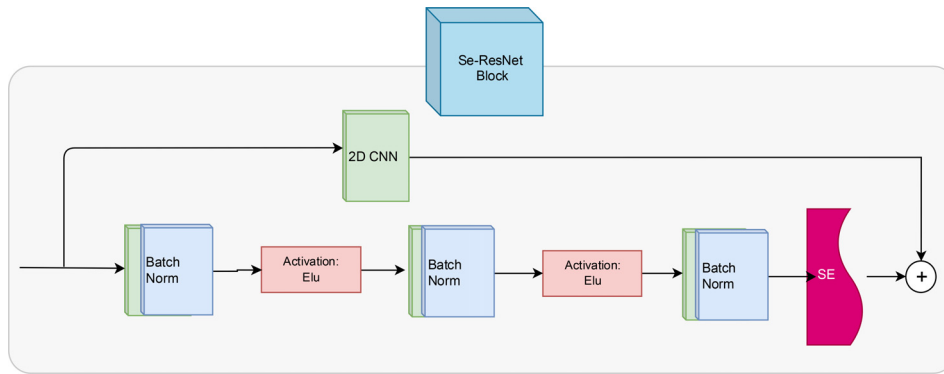 Se-ResNet
Block
2D CNN
Batch
Norm
Activation:
Elu
Batch
Norm
Activation:
Elu
Batch
Norm
SE
+